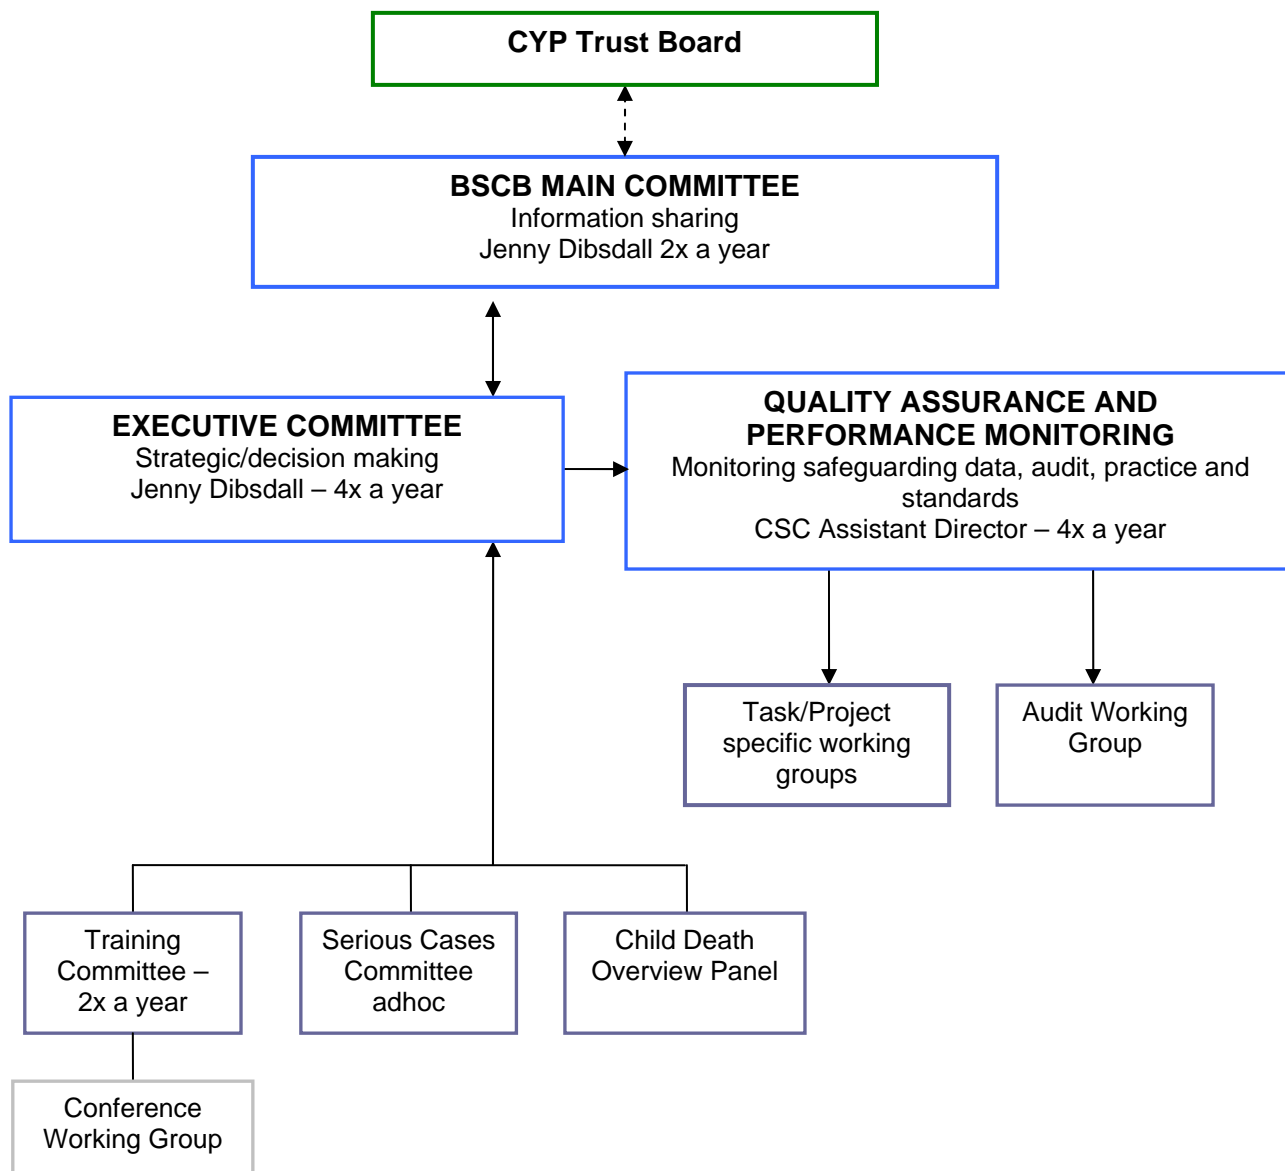 CYP Trust Board
BSCB MAIN COMMITTEE
Information sharing
Jenny Dibsdall 2x a year
EXECUTIVE COMMITTEE
Strategic/decision making
Jenny Dibsdall – 4x a year
QUALITY ASSURANCE AND
PERFORMANCE MONITORING
Monitoring safeguarding data, audit, practice and
standards
CSC Assistant Director – 4x a year
Task/Project
specific working
groups
Audit Working
Group
Training
Committee –
2x a year
Serious Cases
Committee
adhoc
Child Death
Overview Panel
Conference
Working Group